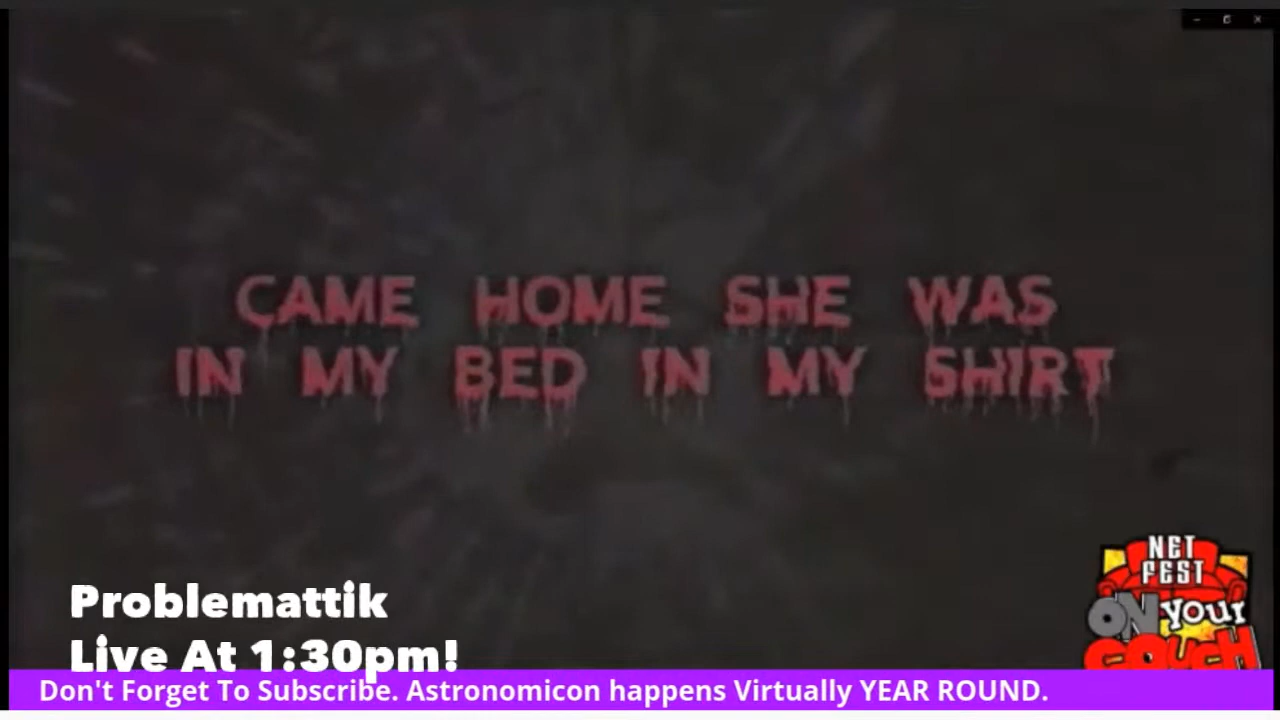 CAME HOME SHE WAS
IN MY BED IN MY SHIRT
NET
FEST
ON your
COUCH
Problemattik
Live At 1:30pm!
Don't Forget To Subscribe. Astronomicon happens Virtually YEAR ROUND.